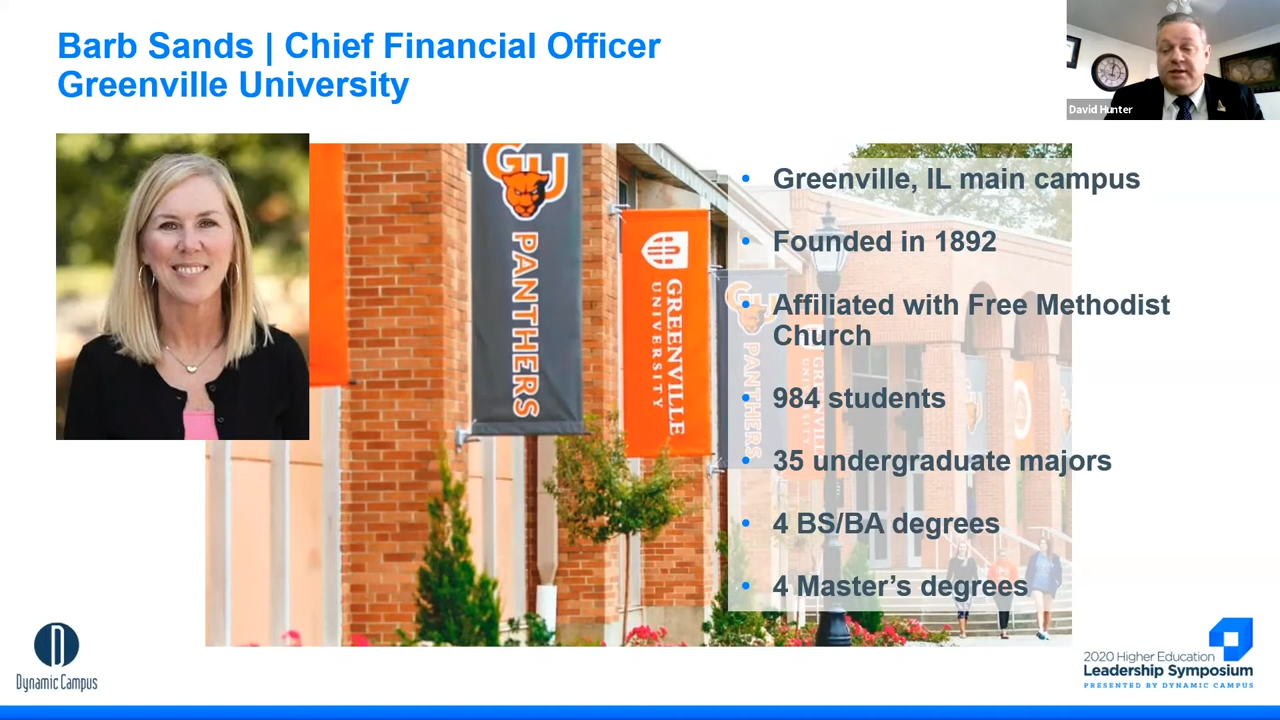 Barb Sands | Chief Financial Officer
Greenville University
David Hunter
GU
PANTHERS
GREENVILLE
UNIVERSITY
PANTHERS
• Greenville, IL main campus
• Founded in 1892
• Affiliated with Free Methodist
Church
• 984 students
• 35 undergraduate majors
• 4 BS/BA degrees
• 4 Master’s degrees
Dynamic Campus
2020 Higher Education
Leadership Symposium
PRESENTED BY DYNAMIC CAMPUS